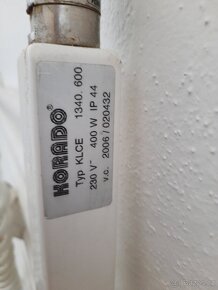 KORADO
Typ KLCE 1340.600
230 V~ 400 W IP 44
v.c. 2006/020432